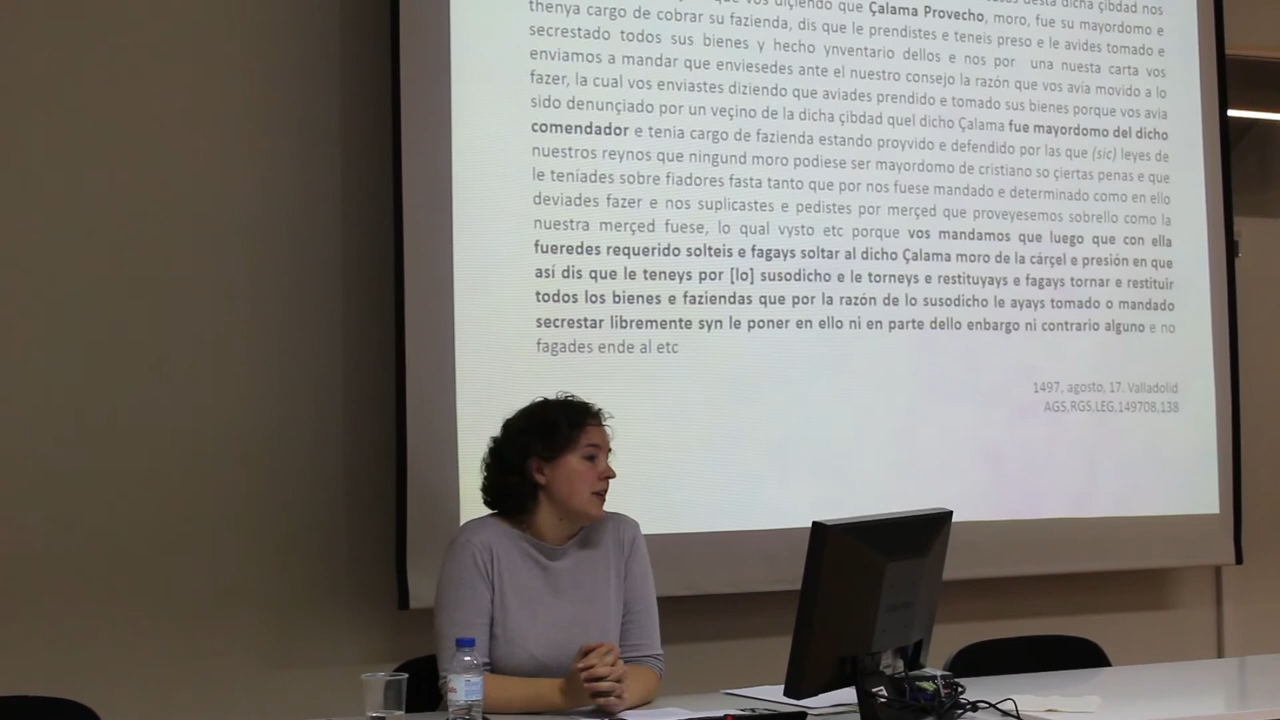 que vos diçiendo que Çalama Provecho, moro, fue su mayordomo e
desta dicha çibdad nos
thenya cargo de cobrar su fazienda, dis que le prendistes e teneis preso e le avides tomado e
secrestado todos sus bienes y hecho ynventario dellos e nos por una nuesta carta vos
enviamos a mandar que enviesedes ante el nuestro consejo la razón que vos avia movido a lo
fazer, la cual vos enviastes diziendo que aviades prendido e tomado sus bienes porque vos avia
sido denunçiado por un veçino de la dicha çibdad quel dicho Çalama fue mayordomo del dicho
comendador e tenia cargo de fazienda estando proyvido e defendido por las que (sic) leyes de
nuestros reynos que ningund moro podiese ser mayordomo de cristiano so çiertas penas e que
le teníades sobre fiadores fasta tanto que por nos fuese mandado e determinado como en ello
deviades fazer e nos suplicastes e pedistes por merçed que proveyesemos sobrello como la
nuestra merçed fuese, lo qual vysto etc porque vos mandamos que luego que con ella
fueredes requerido solteis e fagays soltar al dicho Çalama moro de la cárçel e presión en que
así dis que le teneys por [lo] susodicho e le torneys e restituyays e fagays tornar e restituir
todos los bienes e faziendas que por la razón de lo susodicho le ayays tomado o mandado
secrestar libremente syn le poner en ello ni en parte dello enbargo ni contrario alguno e no
fagades ende al etc
1497, agosto, 17. Valladolid
AGS,RGS,LEG,149708,138